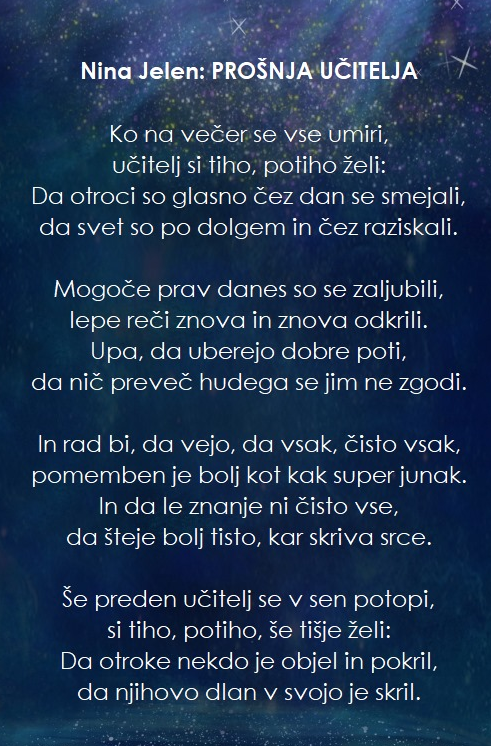 Nina Jelen: PROŠNJA UČITELJA
Ko na večer se vse umiri,
učitelj si tiho, potiho želi:
Da otroci so glasno čez dan se smejali,
da svet so po dolgem in čez raziskali.
Mogoče prav danes so se zaljubili,
lepe reči znova in znova odkrili.
Upa, da uberejo dobre poti,
da nič preveč hudega se jim ne zgodi.
In rad bi, da vejo, da vsak, čisto vsak,
pomemben je bolj kot kak super junak.
In da le znanje ni čisto vse,
da šteje bolj tisto, kar skriva srce.
Še preden učitelj se v sen potopi,
si tiho, potiho, še tišje želi:
Da otroke nekdo je objel in pokril,
da njihovo dlan v svojo je skril.